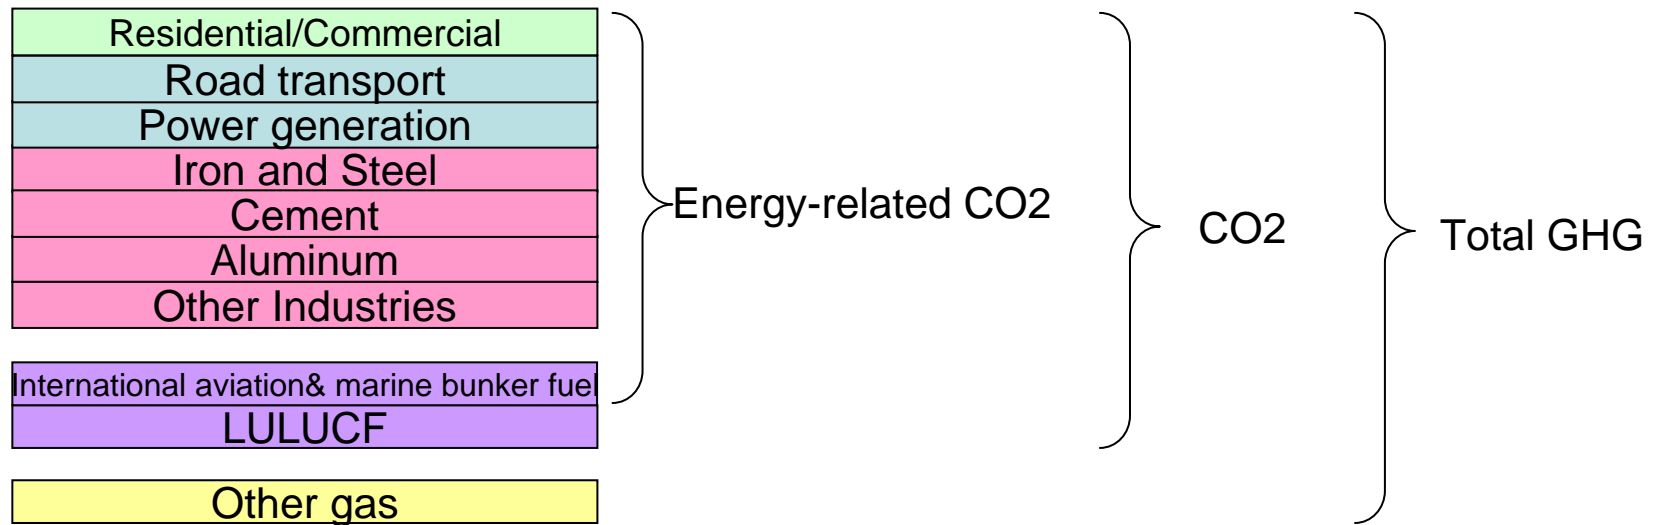 Residential/Commercial
Road transport
Power generation
Iron and Steel
Cement
Aluminum
Other Industries
International aviation& marine bunker fuel
LULUCF
Other gas
Energy-related CO2
CO2
Total GHG